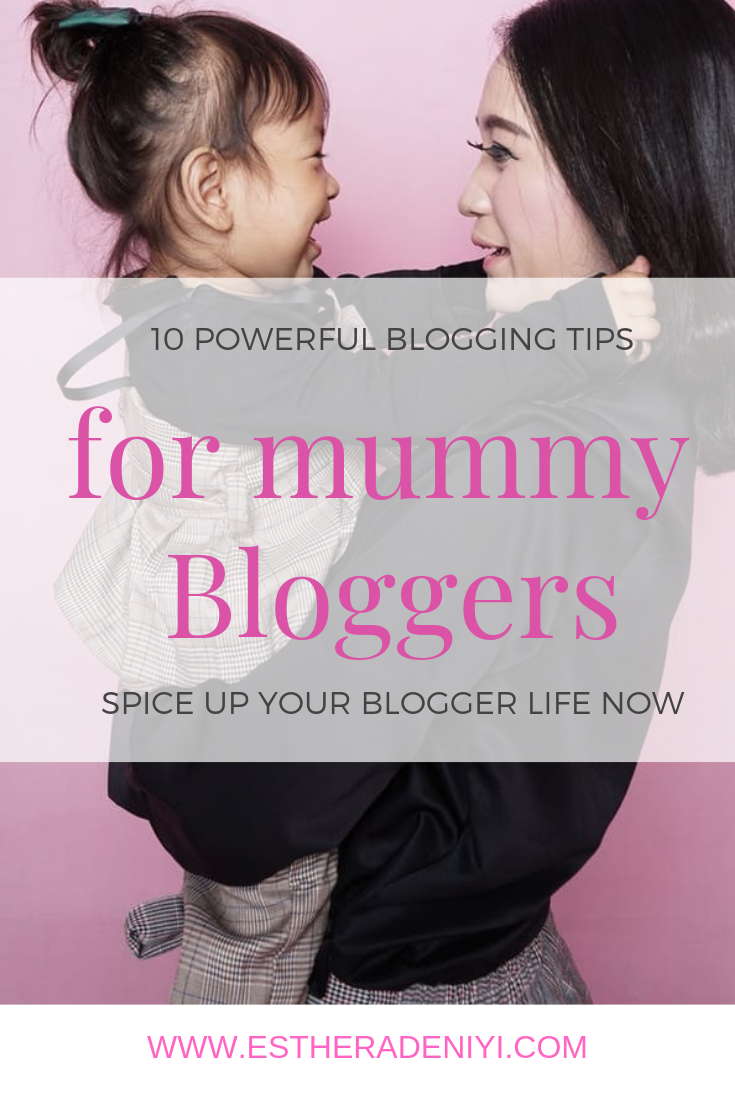 10 POWERFUL BLOGGING TIPS
for mummy
Bloggers
SPICE UP YOUR BLOGGER LIFE NOW
WWW.ESTHERADENIYI.COM